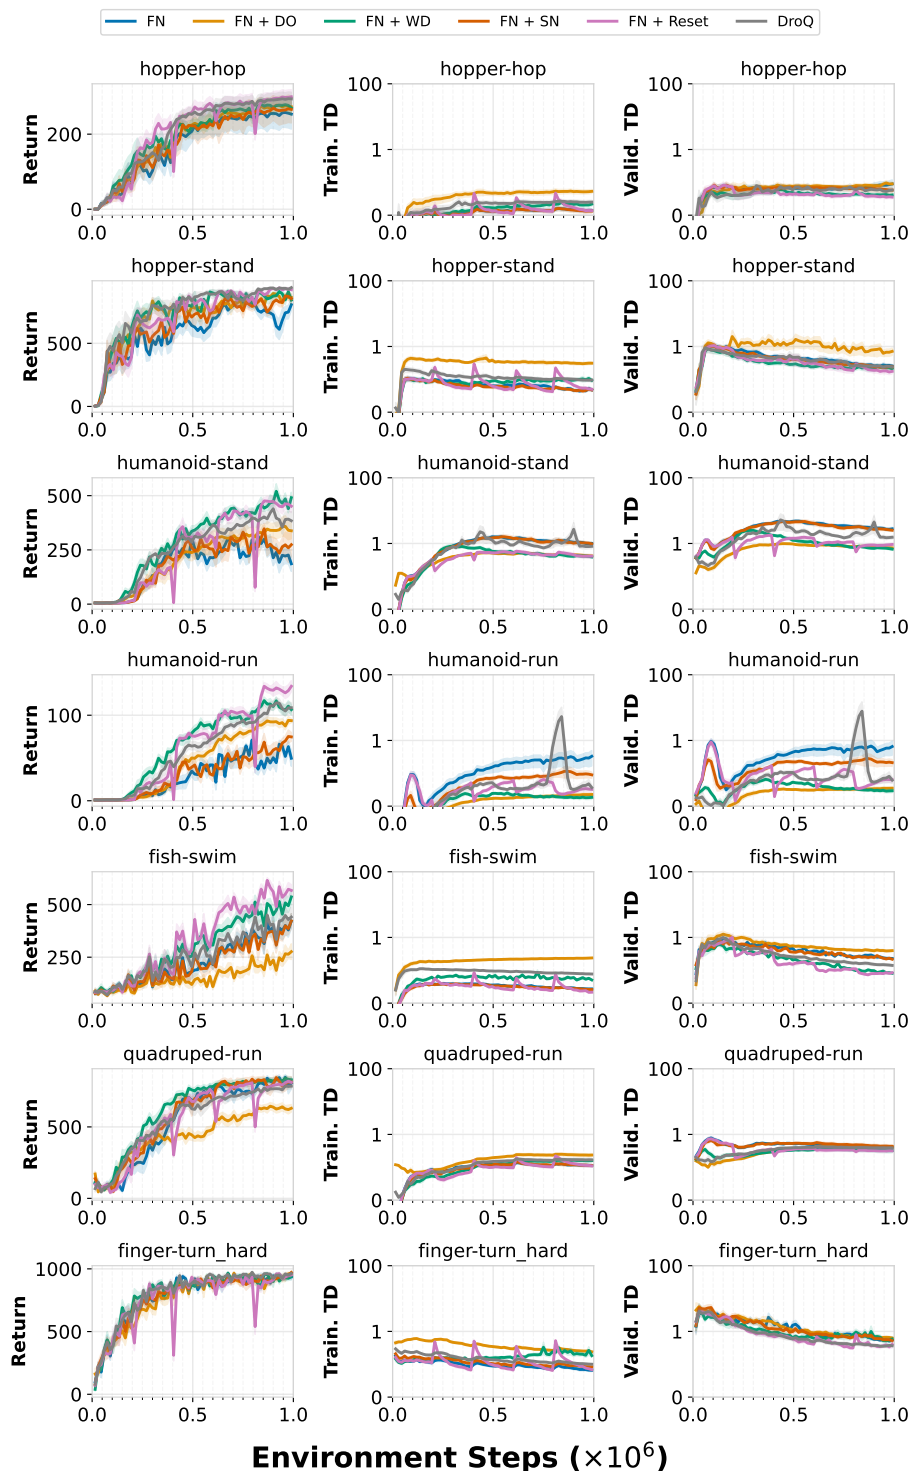 FN FN + DO FN + WD FN + SN FN + Reset DroQ
hopper-hop hopper-hop hopper-hop
Return Train. TD Valid. TD
200
0
100
1
0
100
1
0
0.0 0.5 1.0 0.0 0.5 1.0 0.0 0.5 1.0
hopper-stand hopper-stand hopper-stand
Return Train. TD Valid. TD
500
0
100
1
0
100
1
0
0.0 0.5 1.0 0.0 0.5 1.0 0.0 0.5 1.0
humanoid-stand humanoid-stand humanoid-stand
Return Train. TD Valid. TD
500
250
0
100
1
0
100
1
0
0.0 0.5 1.0 0.0 0.5 1.0 0.0 0.5 1.0
humanoid-run humanoid-run humanoid-run
Return Train. TD Valid. TD
100
0
100
1
0
100
1
0
0.0 0.5 1.0 0.0 0.5 1.0 0.0 0.5 1.0
fish-swim fish-swim fish-swim
Return Train. TD Valid. TD
500
250
100
1
0
100
1
0
0.0 0.5 1.0 0.0 0.5 1.0 0.0 0.5 1.0
quadruped-run quadruped-run quadruped-run
Return Train. TD Valid. TD
500
0
100
1
0
100
1
0
0.0 0.5 1.0 0.0 0.5 1.0 0.0 0.5 1.0
finger-turn_hard finger-turn_hard finger-turn_hard
Return Train. TD Valid. TD
1000
500
0
100
1
0
100
1
0
0.0 0.5 1.0 0.0 0.5 1.0 0.0 0.5 1.0
Environment Steps (×10⁶)